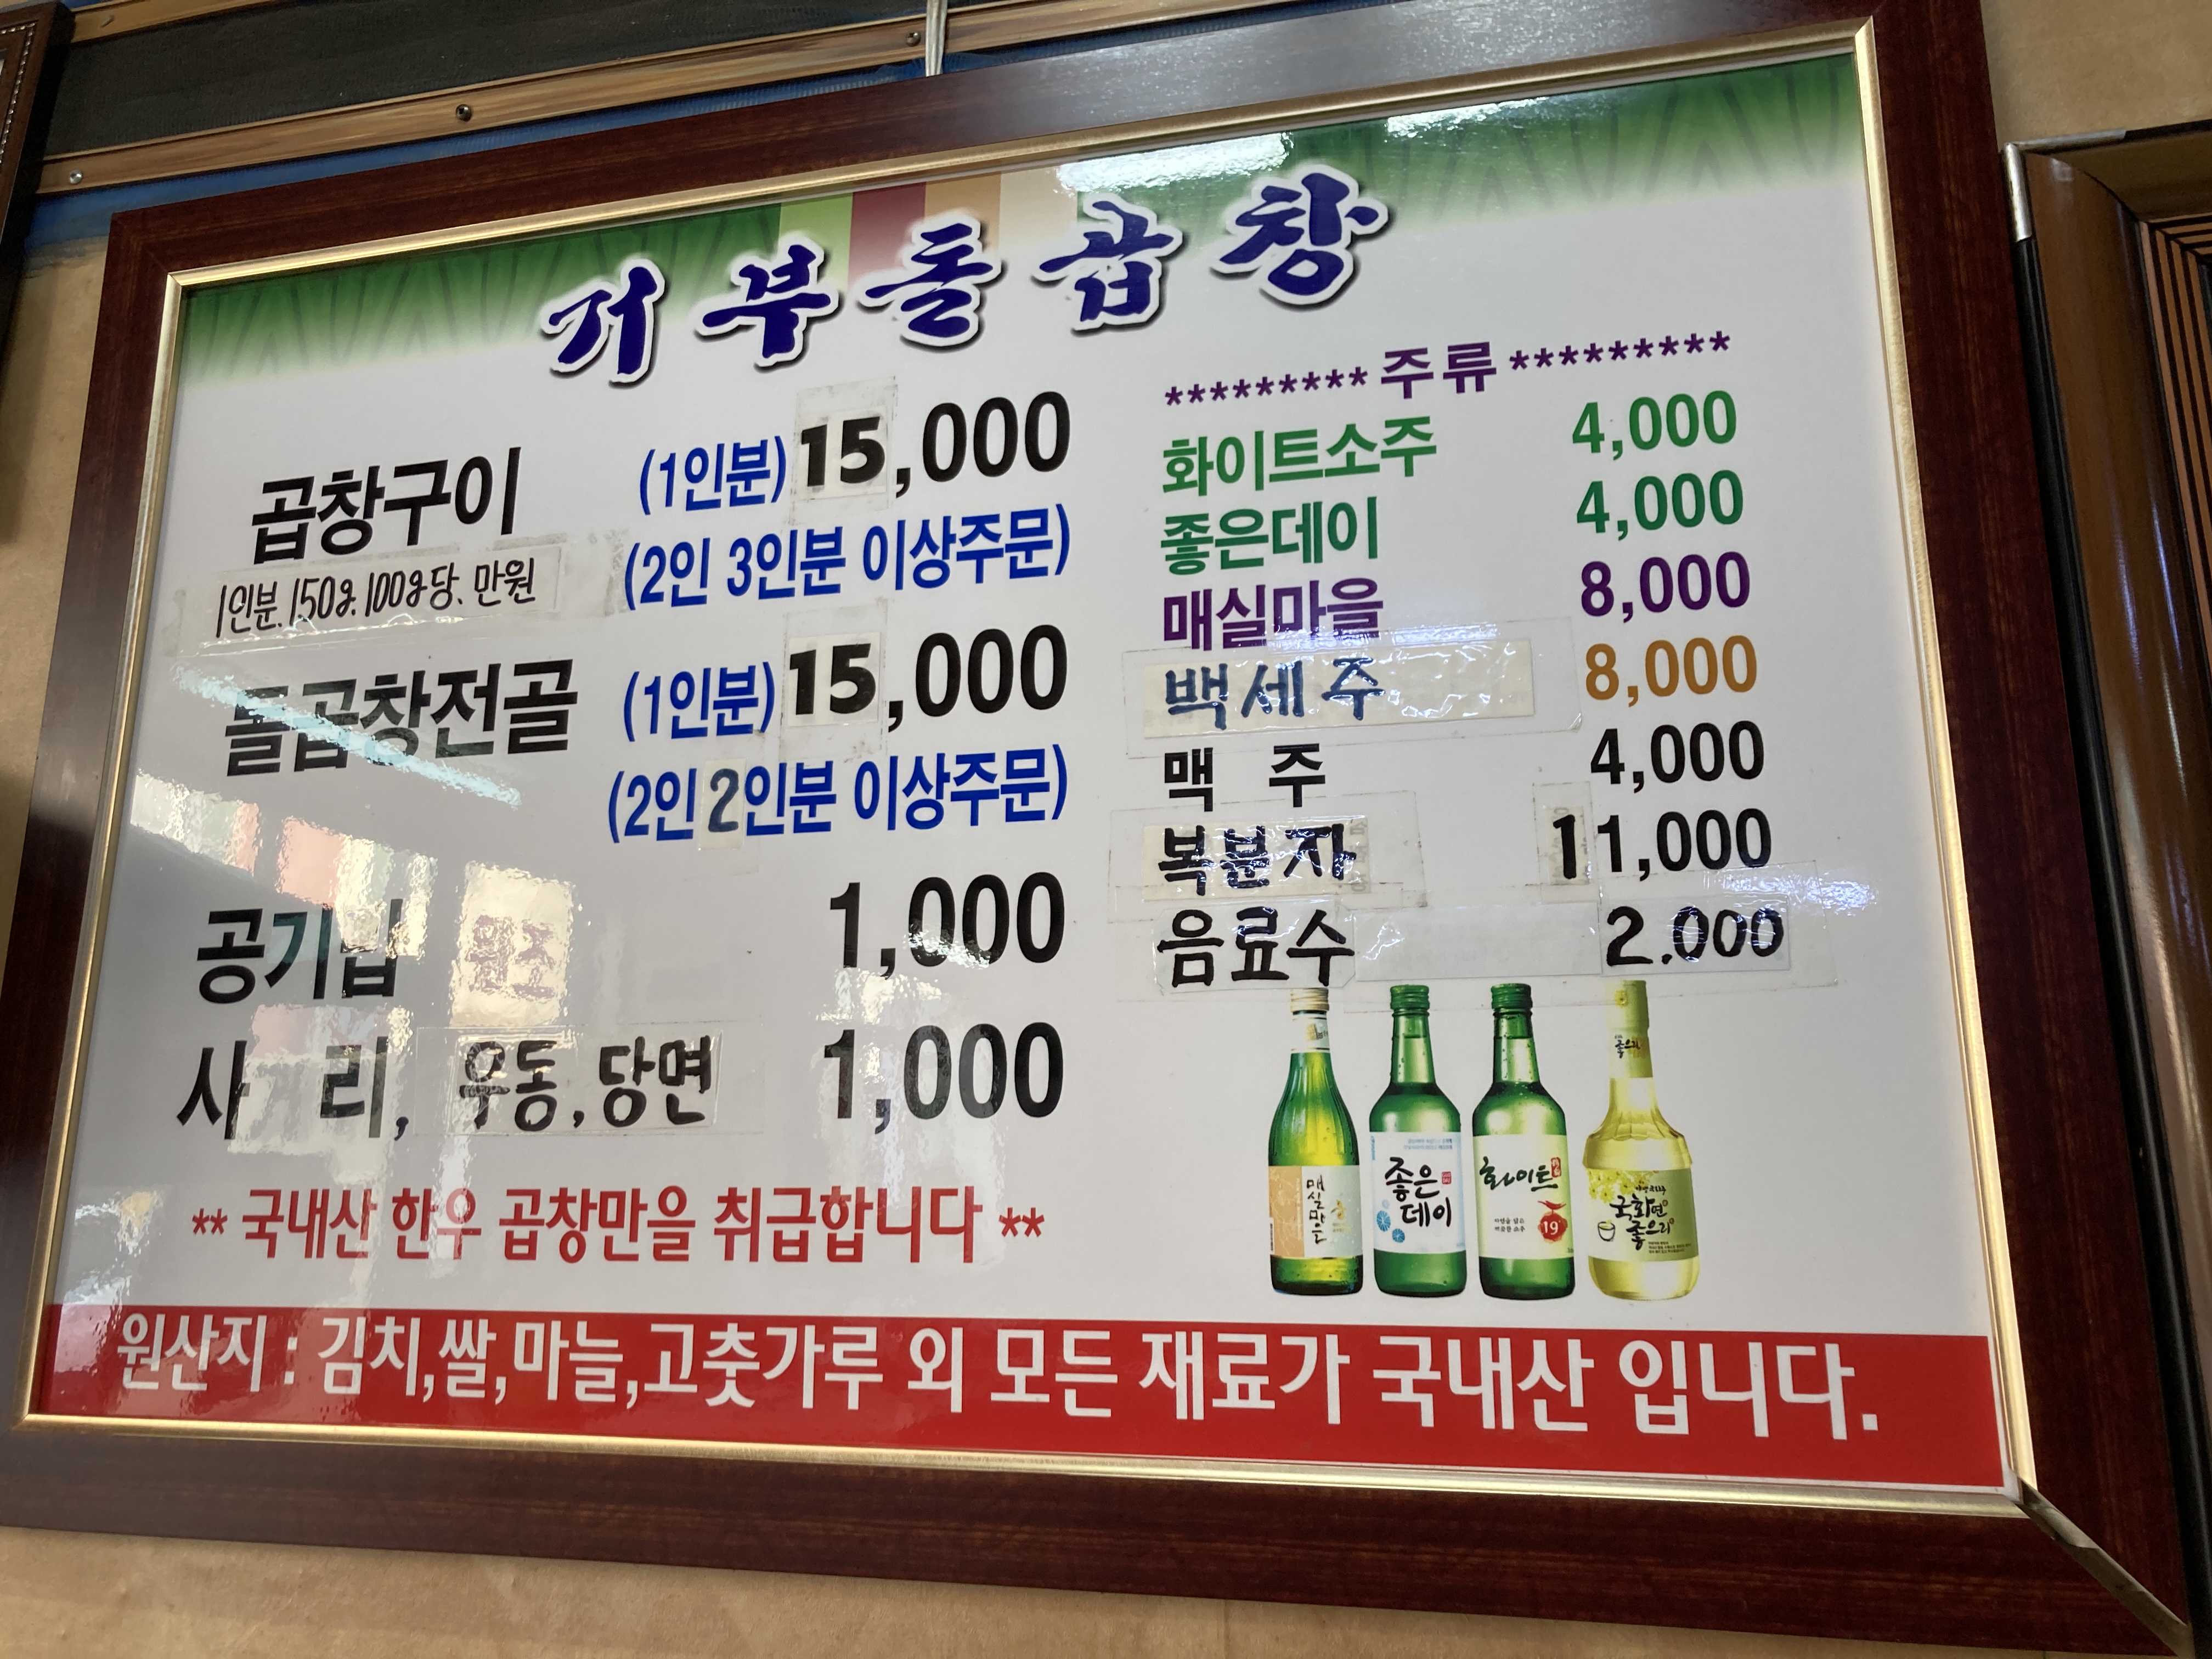 거부돌곱창
곱창구이 (1인분) 15,000
(2인 3인분 이상주문)
1인분.150g.100g당.만원
돌곱창전골 (1인분) 15,000
(2인 2인분 이상주문)
공기밥 1,000
사 리, 우동,당면 1,000
** 국내산 한우 곱창만을 취급합니다 **
*********주류*********
화이트소주 4,000
좋은데이 4,000
매실마을 8,000
백세주 8,000
맥 주 4,000
복분자 11,000
음료수 2.000
매실마을
좋은데이
화이트
19
국화면좋으리
원산지 : 김치,쌀,마늘,고춧가루 외 모든 재료가 국내산 입니다.